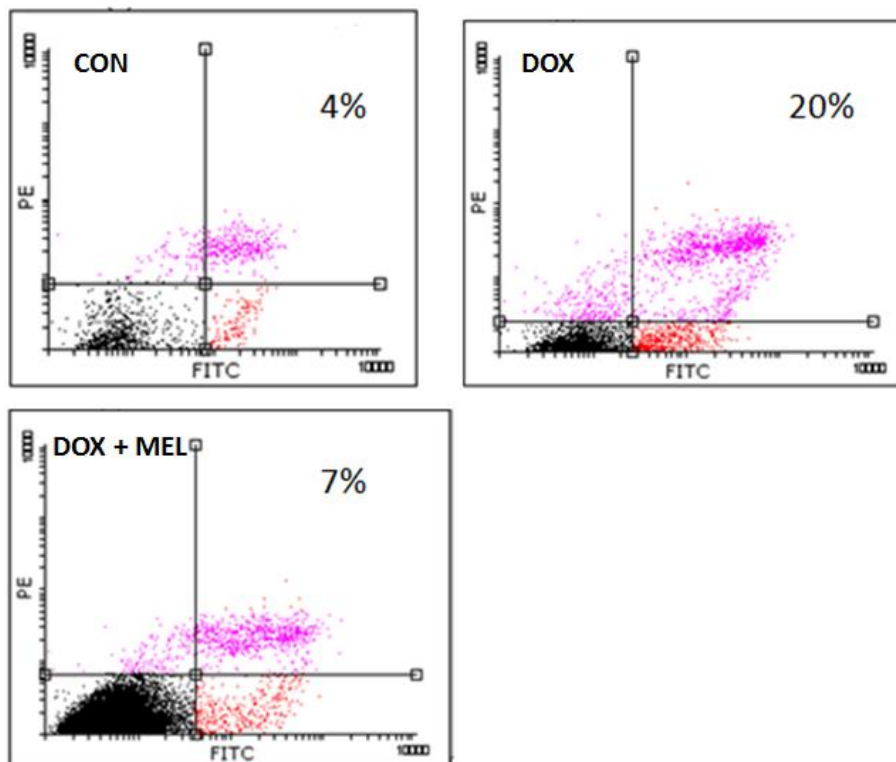 CON
4%
PE
FITC
10000
DOX
20%
PE
FITC
10000
DOX + MEL
7%
PE
FITC
10000